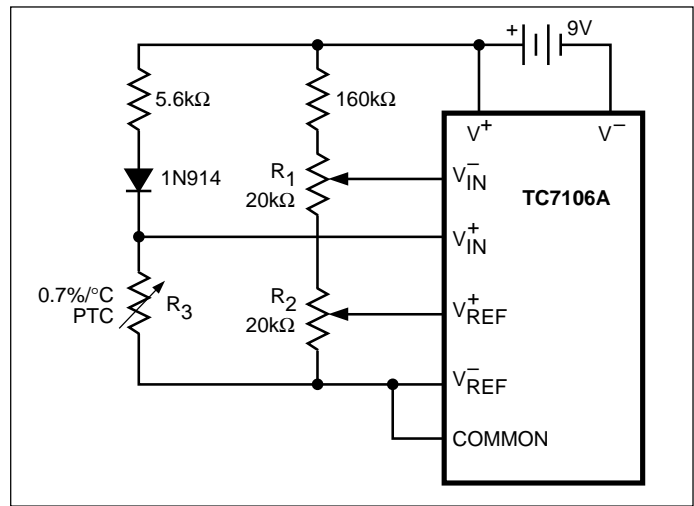 + 9V
5.6kΩ
160kΩ
V+ V–
1N914
R1
20kΩ
V–IN
TC7106A
V+IN
0.7%/°C
PTC
R3
R2
20kΩ
V+REF
V–REF
COMMON